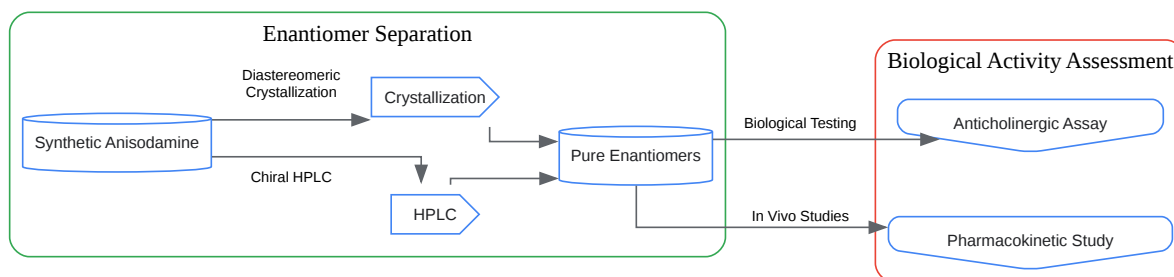 Enantiomer Separation
Biological Activity Assessment
Diastereomeric
Crystallization
Crystallization
Synthetic Anisodamine
Chiral HPLC
HPLC
Pure Enantiomers
Biological Testing
Anticholinergic Assay
In Vivo Studies
Pharmacokinetic Study